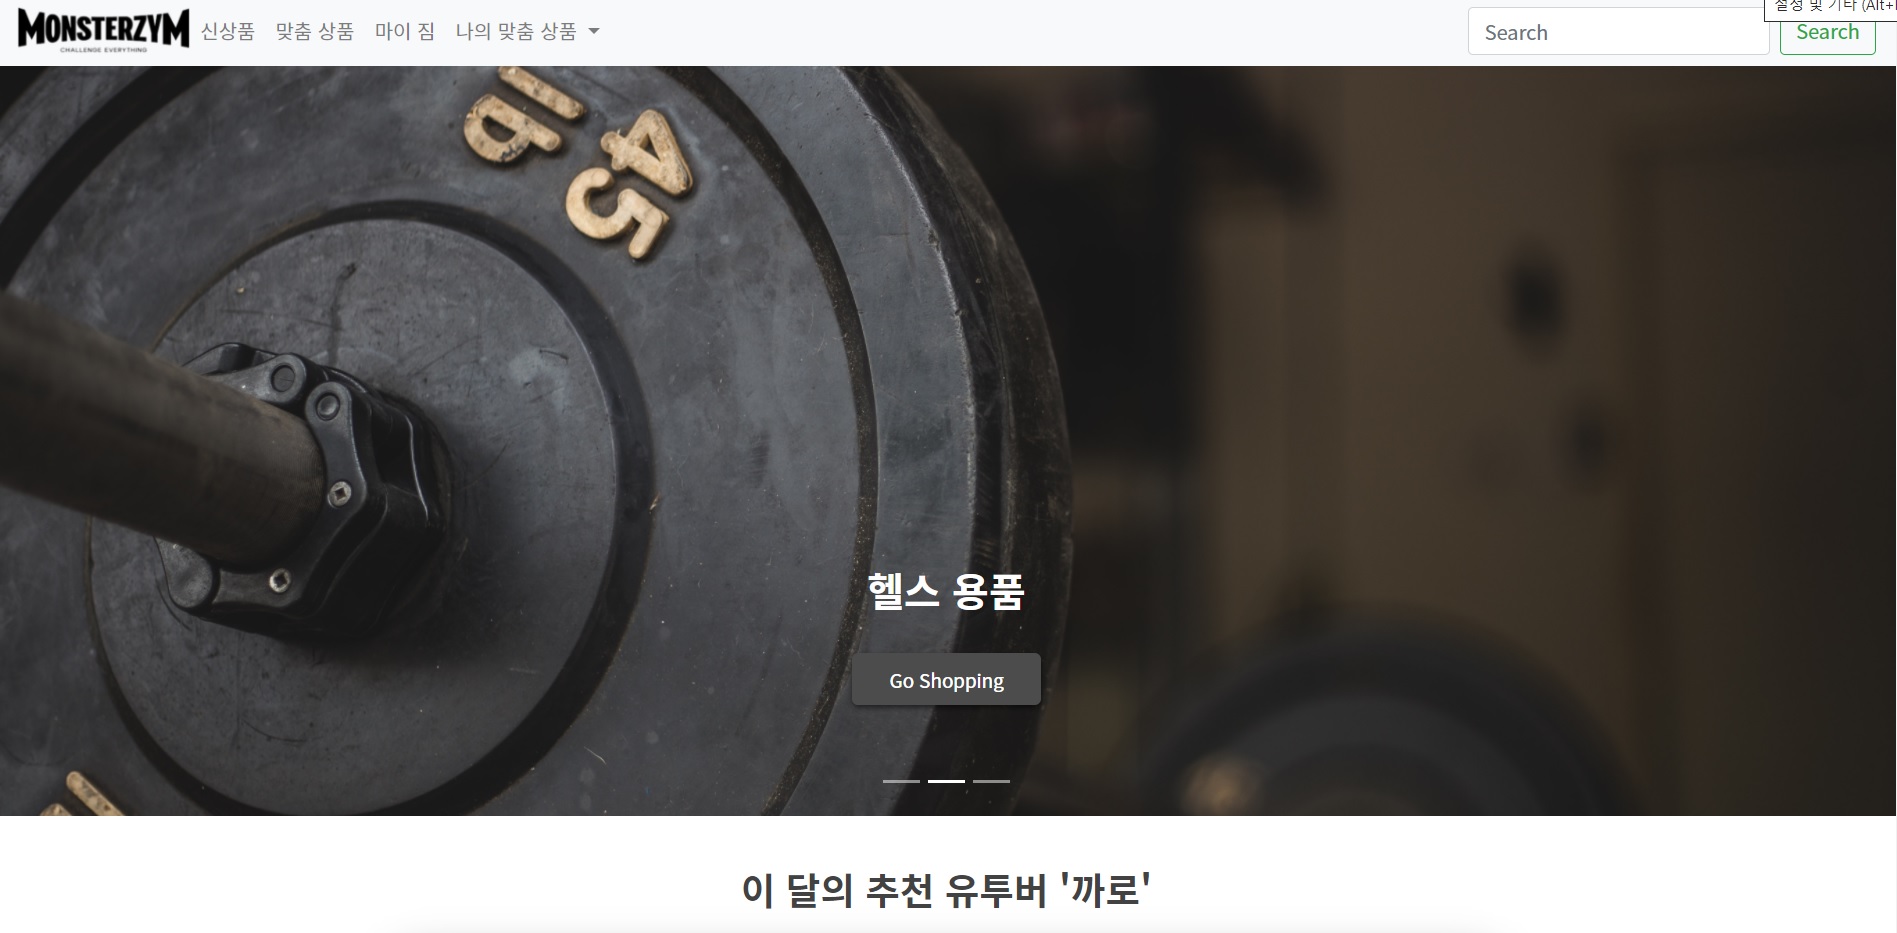 MONSTERZYM
CHALLENGE EVERYTHING
신상품 맞춤 상품 마이 짐 나의 맞춤 상품
Search
설정 및 기타 (Alt+
Search
lb
45
헬스 용품
Go Shopping
이 달의 추천 유투버 '까로'